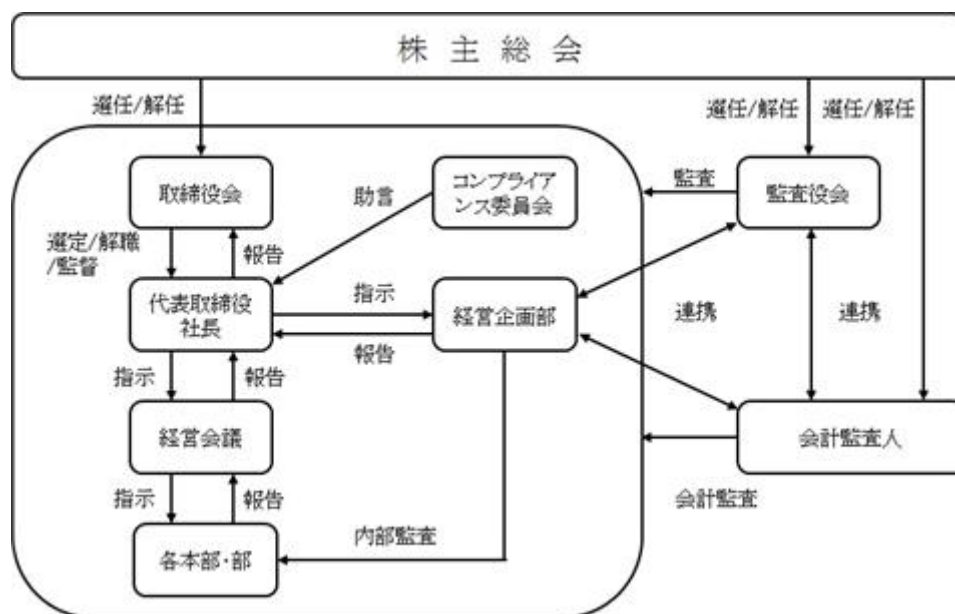 株主総会
選任/解任
選任/解任
選任/解任
取締役会
コンプライア
ンス委員会
助言
監査
監査役会
選定/解職
/監督
報告
代表取締役
社長
指示
報告
経営企画部
連携
連携
指示
報告
経営会議
会計監査人
指示
報告
会計監査
内部監査
各本部・部